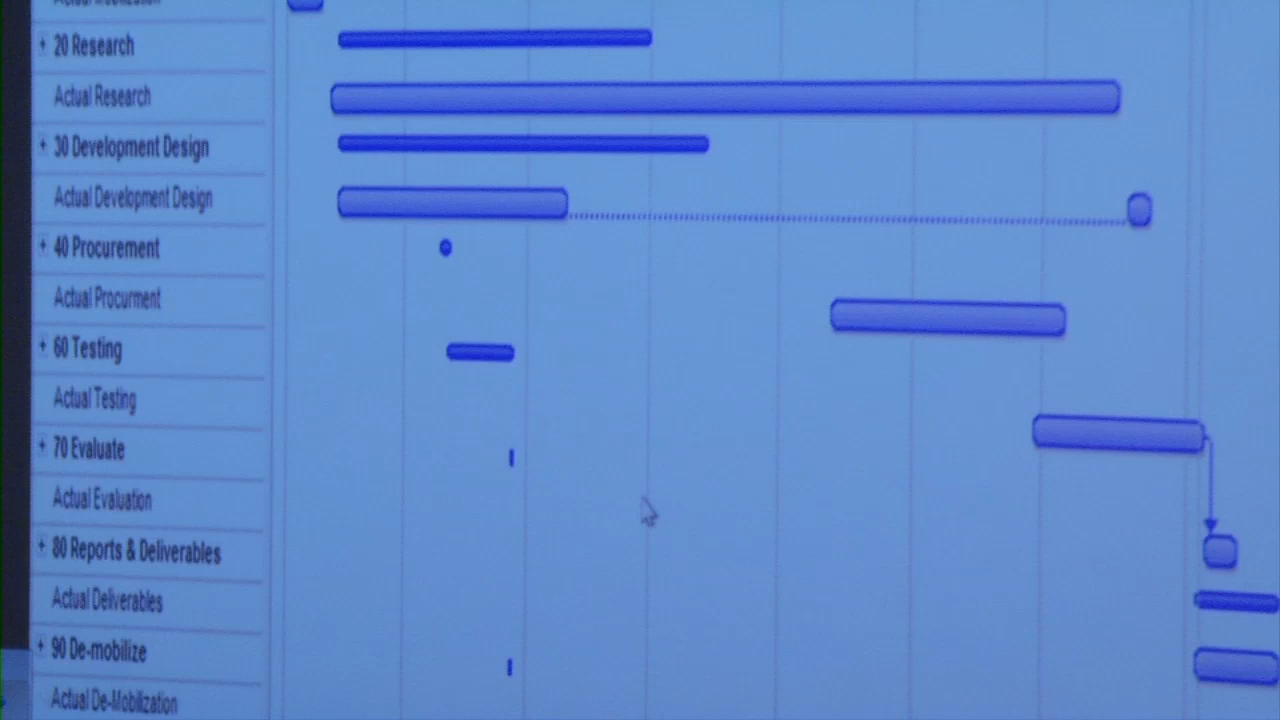 + 20 Research
Actual Research
+ 30 Development Design
Actual Development Design
+ 40 Procurement
Actual Procurment
+ 60 Testing
Actual Testing
+ 70 Evaluate
Actual Evaluation
+ 80 Reports & Deliverables
Actual Deliverables
+ 90 De-mobilize
Actual De-Mobilization